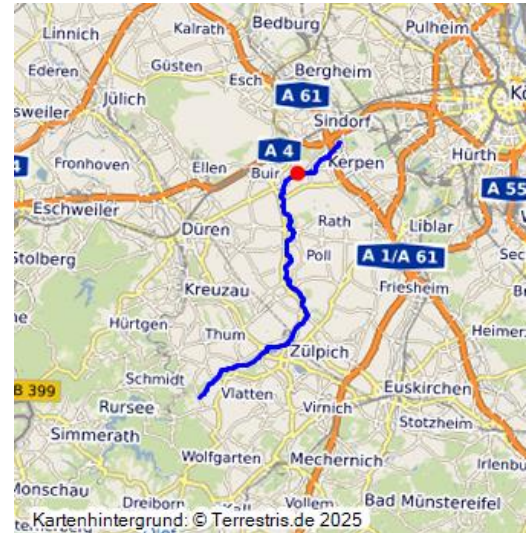 Linnich
Kalrath
Bedburg
Pulheim
Ederen
Güsten
Esch
Bergheim
A 61
Jülich
Sindorf
A 4
Kerpen
Fronhoven
Ellen
Buir
Hürth
A 55
Eschweiler
Düren
Rath
Liblar
Stolberg
Poll
A 1/A 61
Kreuzau
Friesheim
Hürtgen
Thum
Zülpich
B 399
Schmidt
Vlatten
Euskirchen
Rursee
Virnich
Stotzheim
Simmerath
Wolfgarten
Mechernich
Monschau
Dreiborn
Vollem
Bad Münstereifel
Kartenhintergrund: © Terrestris.de 2025